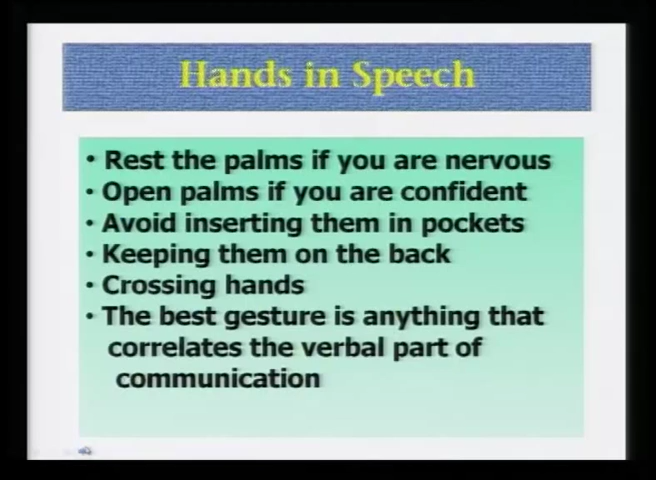 Hands in Speech
• Rest the palms if you are nervous
• Open palms if you are confident
• Avoid inserting them in pockets
• Keeping them on the back
• Crossing hands
• The best gesture is anything that
correlates the verbal part of
communication